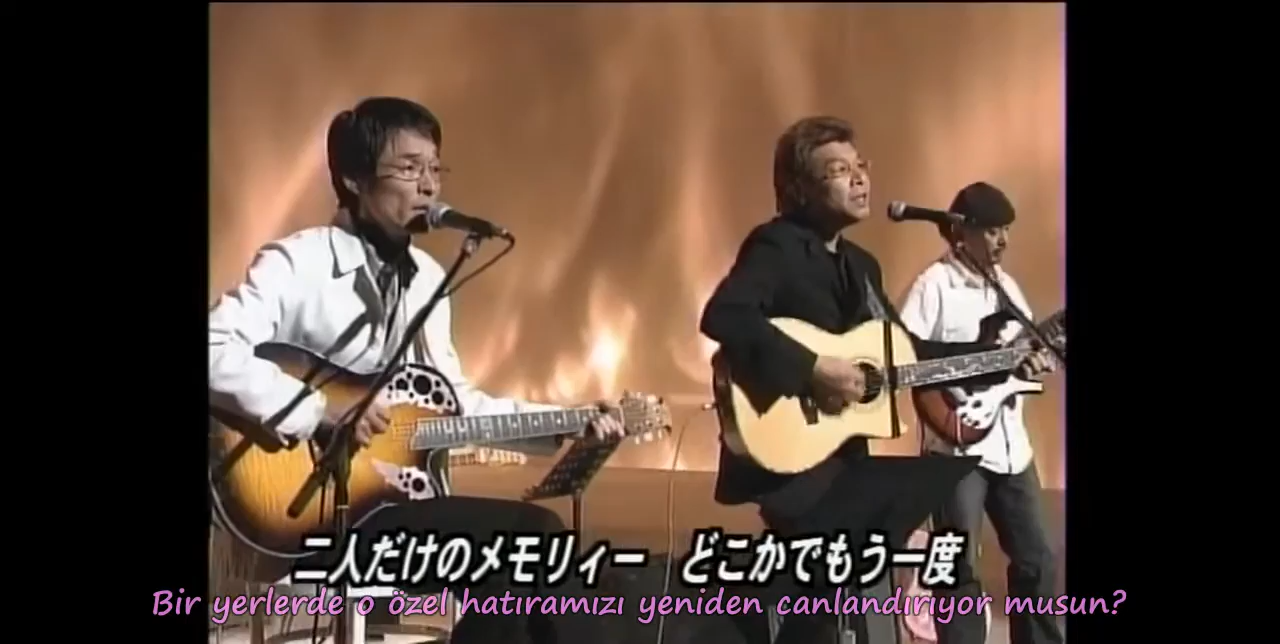 二人だけのメモリィー　どこかでもう一度
Bir yerlerde o özel hatıramızı yeniden canlandırıyor musun?